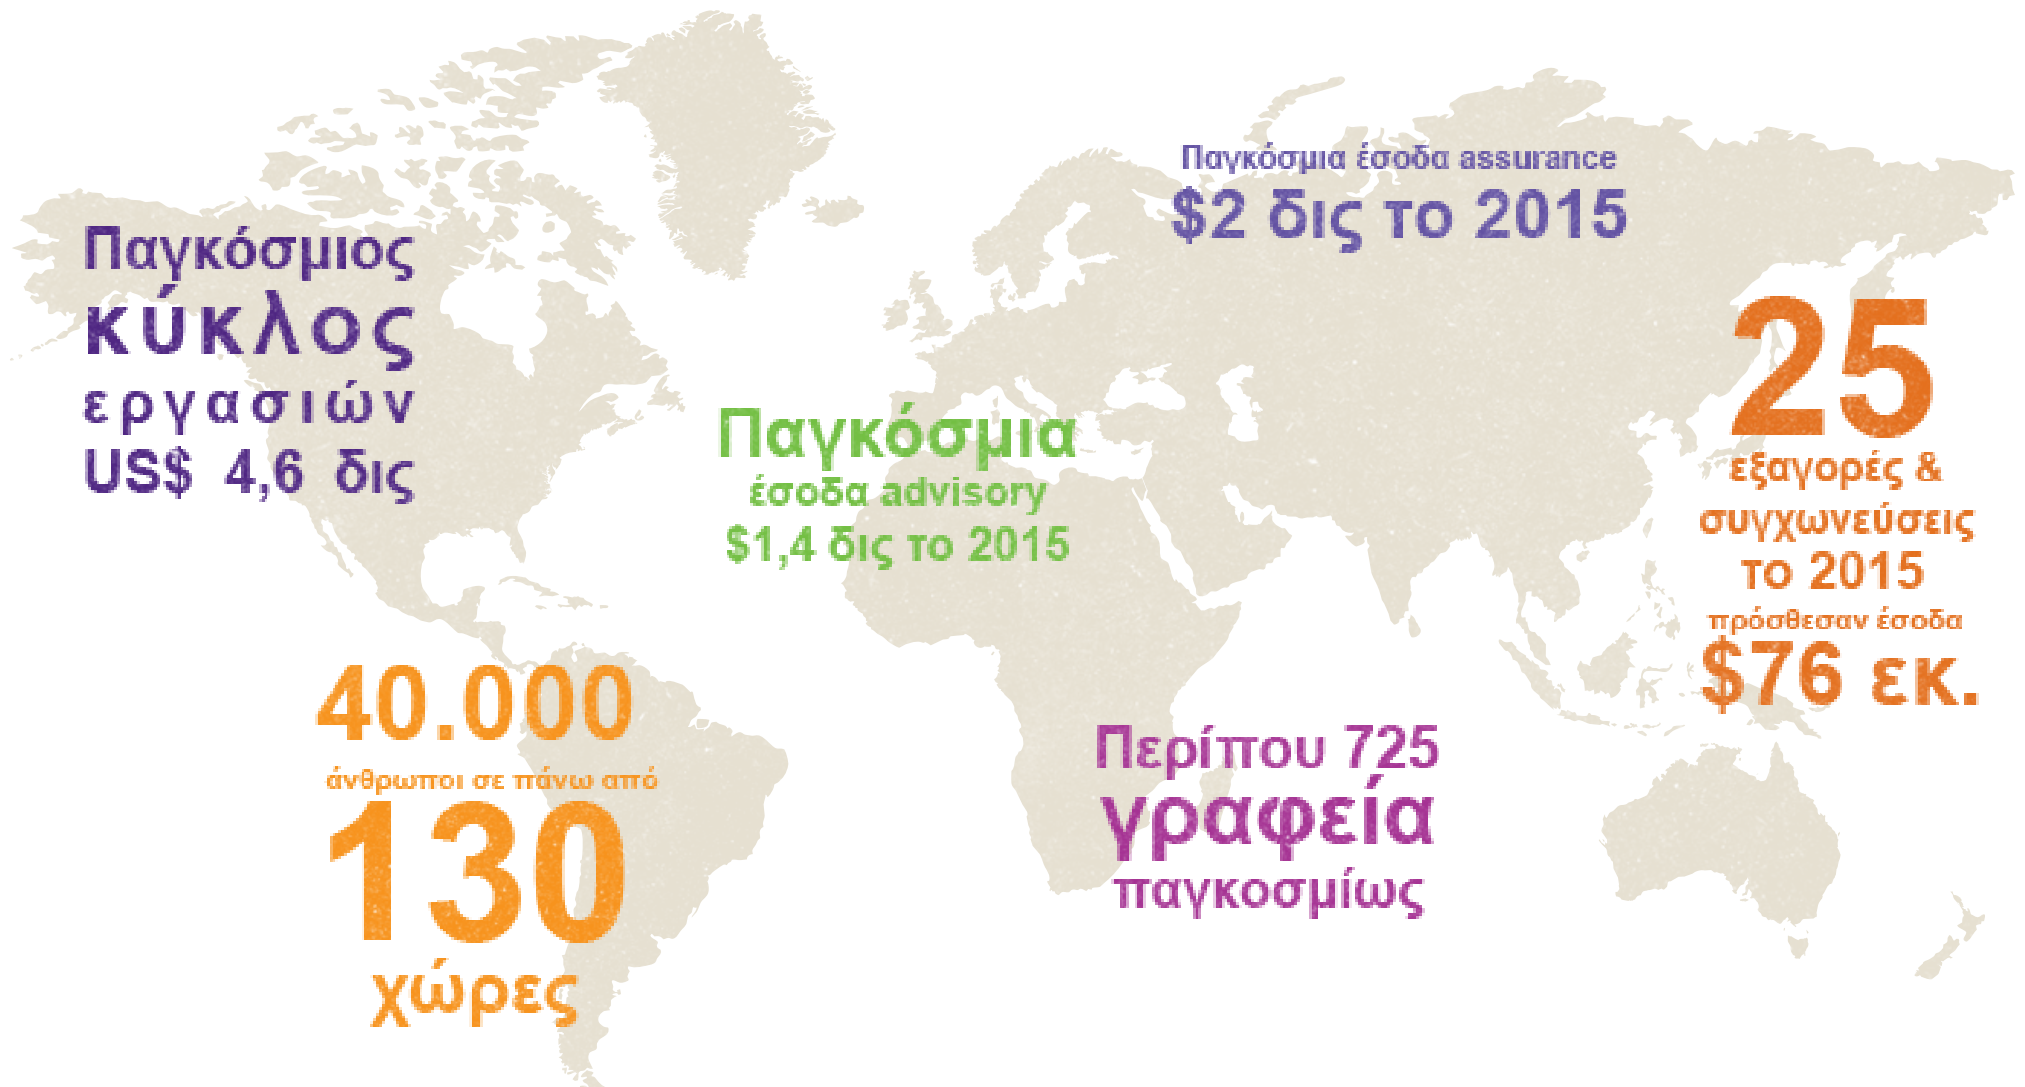 Παγκόσμια έσοδα assurance
$2 δις το 2015
Παγκόσμιος
κύκλος
εργασιών
US$ 4,6 δις
25
εξαγορές &
συγχωνεύσεις
το 2015
πρόσθεσαν έσοδα
$76 εκ.
Παγκόσμια
έσοδα advisory
$1,4 δις το 2015
40.000
άνθρωποι σε πάνω από
130
χώρες
Περίπου 725
γραφεία
παγκοσμίως